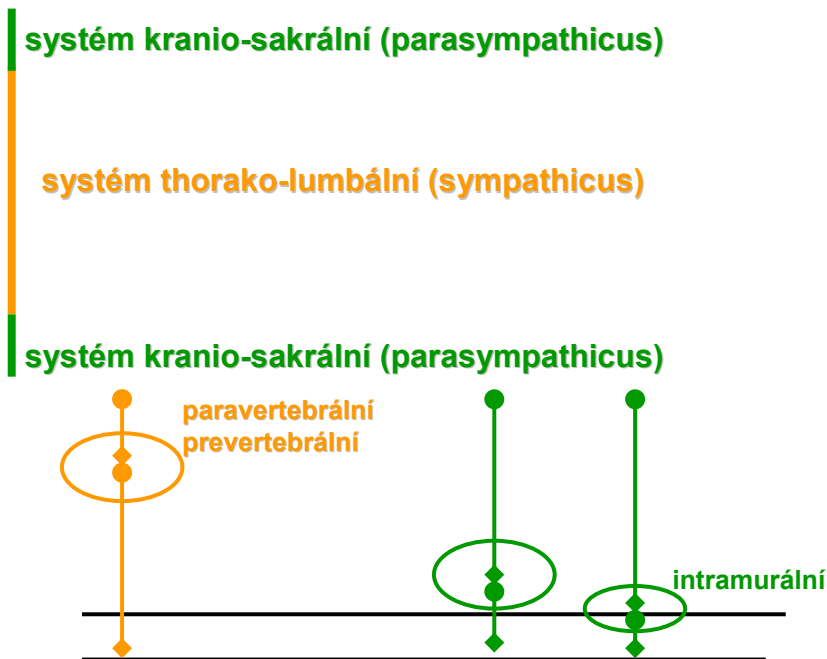 systém kranio-sakrální (parasympathicus)
systém thorako-lumbální (sympathicus)
systém kranio-sakrální (parasympathicus)
paravertebrální
prevertebrální
intramurální